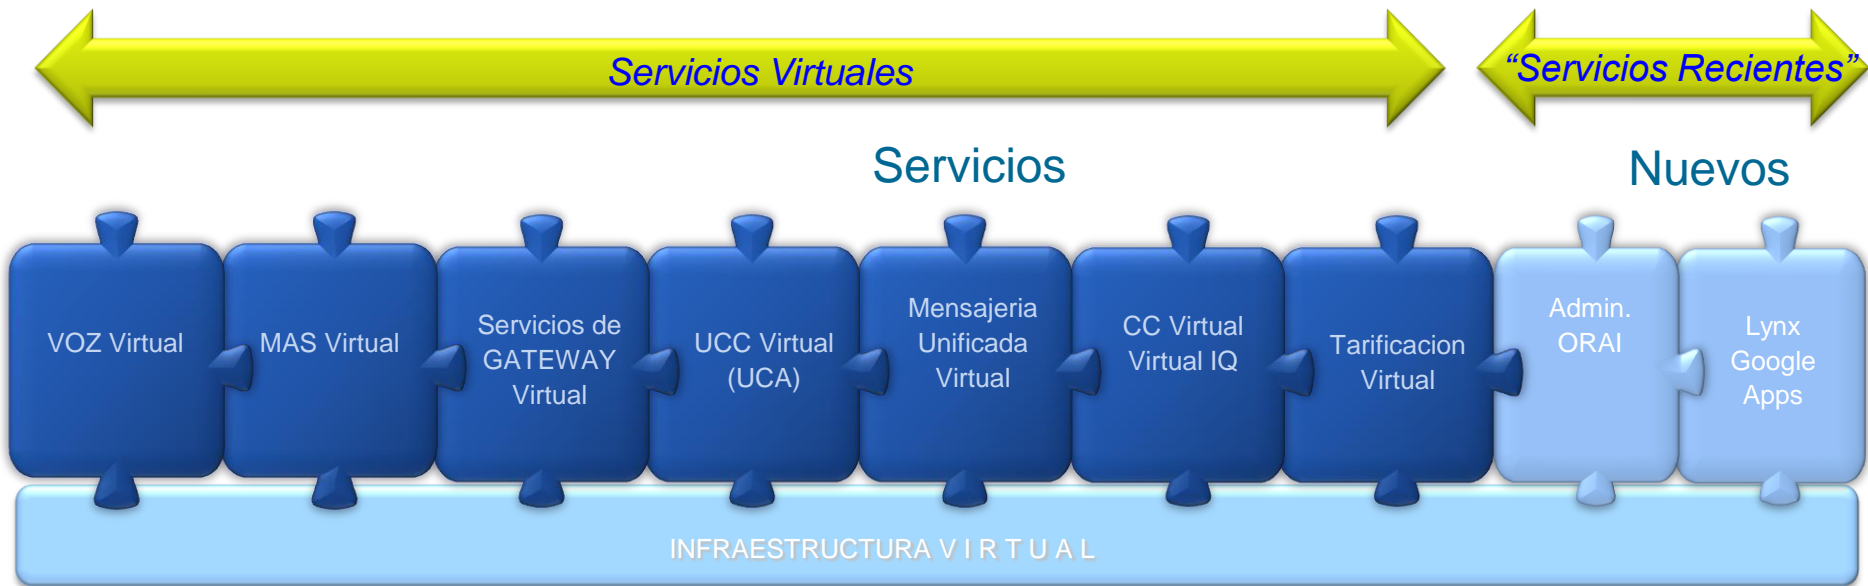 Servicios Virtuales
“Servicios Recientes”
Servicios
Nuevos
VOZ Virtual
MAS Virtual
Servicios de
GATEWAY
Virtual
UCC Virtual
(UCA)
Mensajeria
Unificada
Virtual
CC Virtual
Virtual IQ
Tarificacion
Virtual
Admin.
ORAI
Lynx
Google
Apps
INFRAESTRUCTURA V I R T U A L